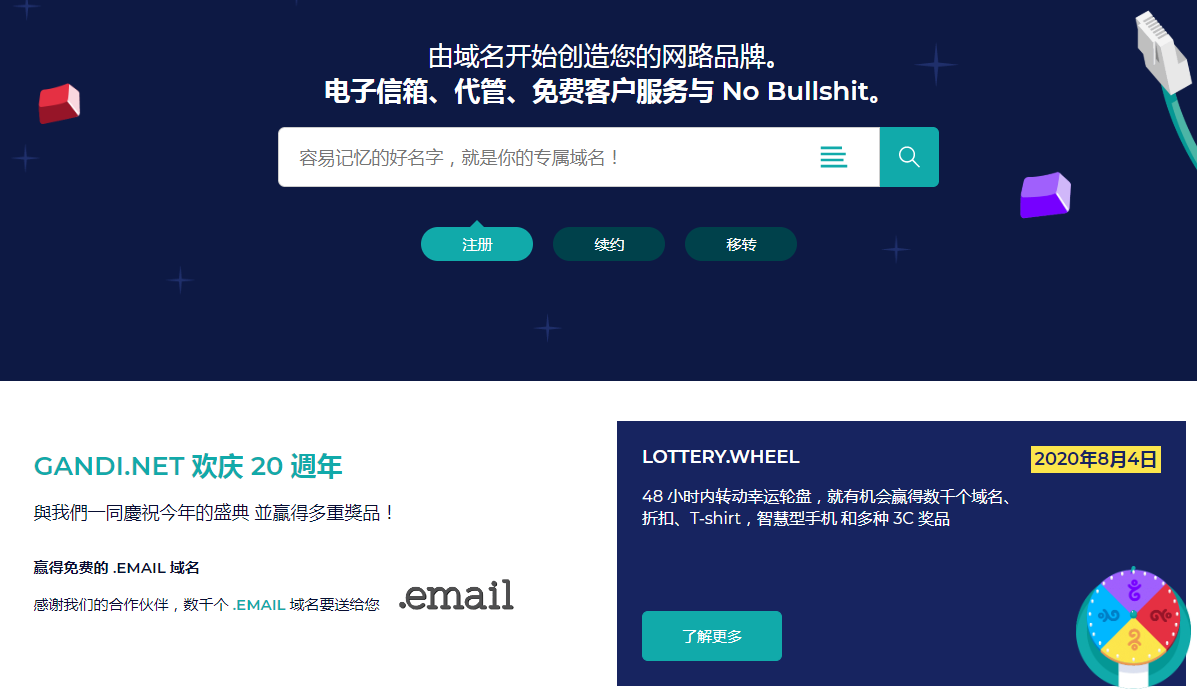 由域名开始创造您的网路品牌。
电子信箱、代管、免费客户服务与 No Bullshit。
容易记忆的好名字，就是你的专属域名！
注册
续约
移转
GANDI.NET 欢庆 20 週年
與我們一同慶祝今年的盛典 並贏得多重獎品！
赢得免费的 .EMAIL 域名
感谢我们的合作伙伴，数千个 .EMAIL 域名要送给您
.email
LOTTERY.WHEEL
2020年8月4日
48 小时内转动幸运轮盘，就有机会赢得数千个域名、
折扣、T-shirt，智慧型手机 和多种 3C 奖品
了解更多